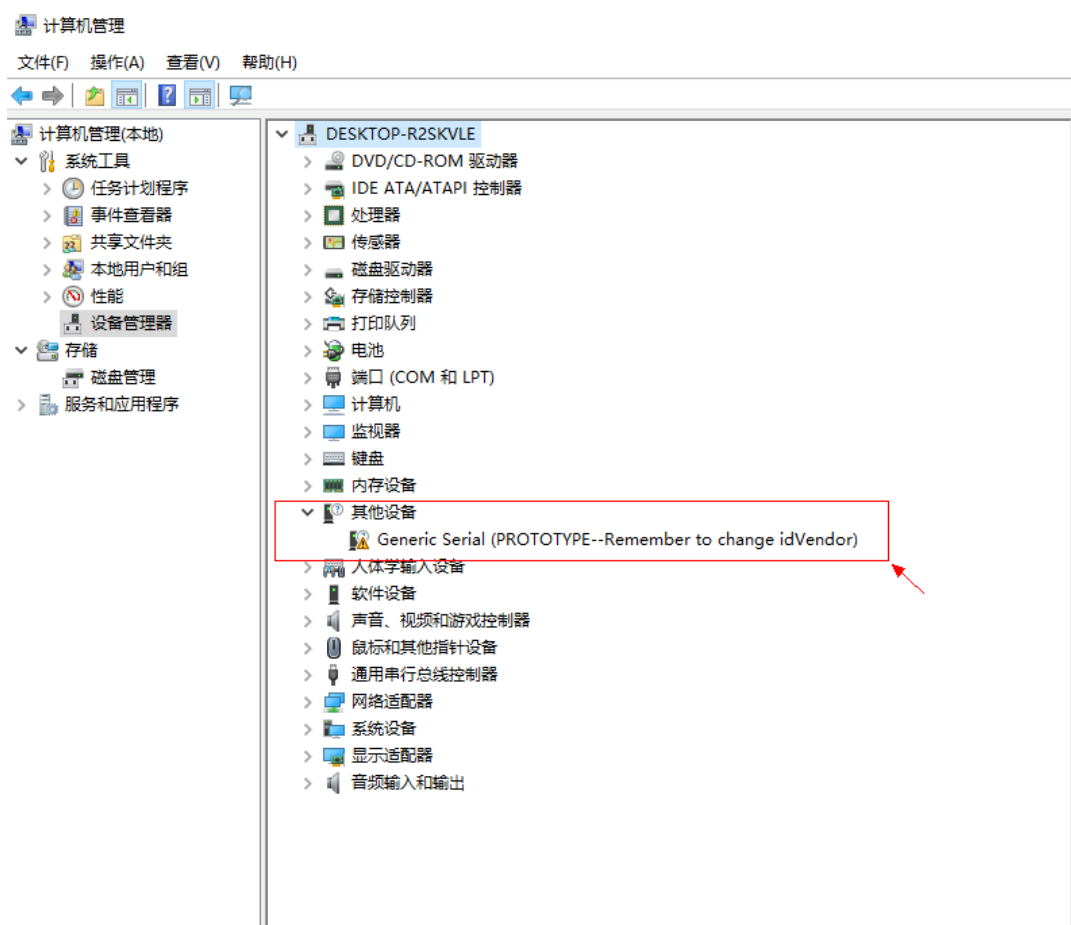 计算机管理
文件(F) 操作(A) 查看(V) 帮助(H)
计算机管理(本地)
系统工具
任务计划程序
事件查看器
共享文件夹
本地用户和组
性能
设备管理器
存储
磁盘管理
服务和应用程序
DESKTOP-R2SKVLE
DVD/CD-ROM 驱动器
IDE ATA/ATAPI 控制器
处理器
传感器
磁盘驱动器
存储控制器
打印队列
电池
端口 (COM 和 LPT)
计算机
监视器
键盘
内存设备
其他设备
Generic Serial (PROTOTYPE--Remember to change idVendor)
人体学输入设备
软件设备
声音、视频和游戏控制器
鼠标和其他指针设备
通用串行总线控制器
网络适配器
系统设备
显示适配器
音频输入和输出